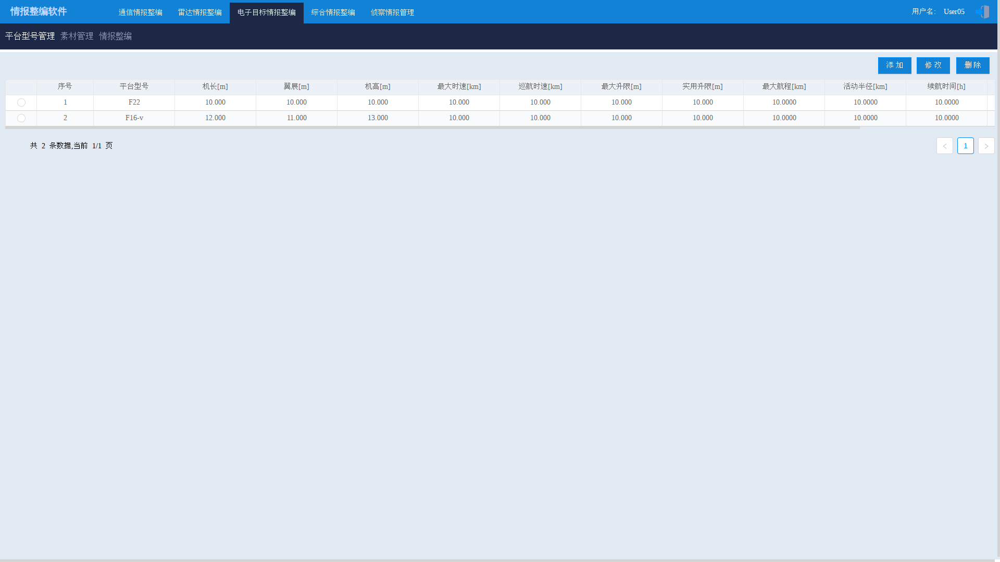 情报整编软件 通信情报整编 雷达情报整编 电子目标情报整编 综合情报整编 侦察情报管理 用户名: User05
平台型号管理 素材管理 情报整编
添 加 修 改 删 除
序号 平台型号 机长[m] 翼展[m] 机高[m] 最大时速[km] 巡航时速[km] 最大升限[m] 实用升限[m] 最大航程[km] 活动半径[km] 续航时间[h]
1 F22 10.000 10.000 10.000 10.000 10.000 10.000 10.000 10.0000 10.0000 10.0000
2 F16-v 12.000 11.000 13.000 10.000 10.000 10.000 10.000 10.0000 10.0000 10.0000
共 2 条数据,当前 1/1 页 < 1 >